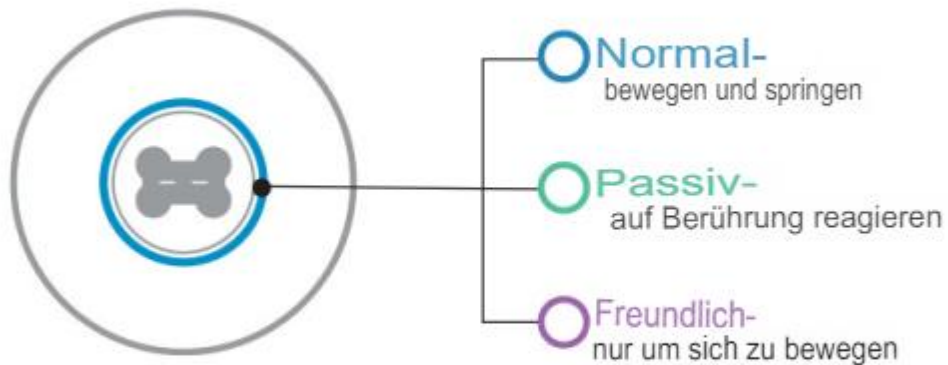 Normal-
bewegen und springen
Passiv-
auf Berührung reagieren
Freundlich-
nur um sich zu bewegen